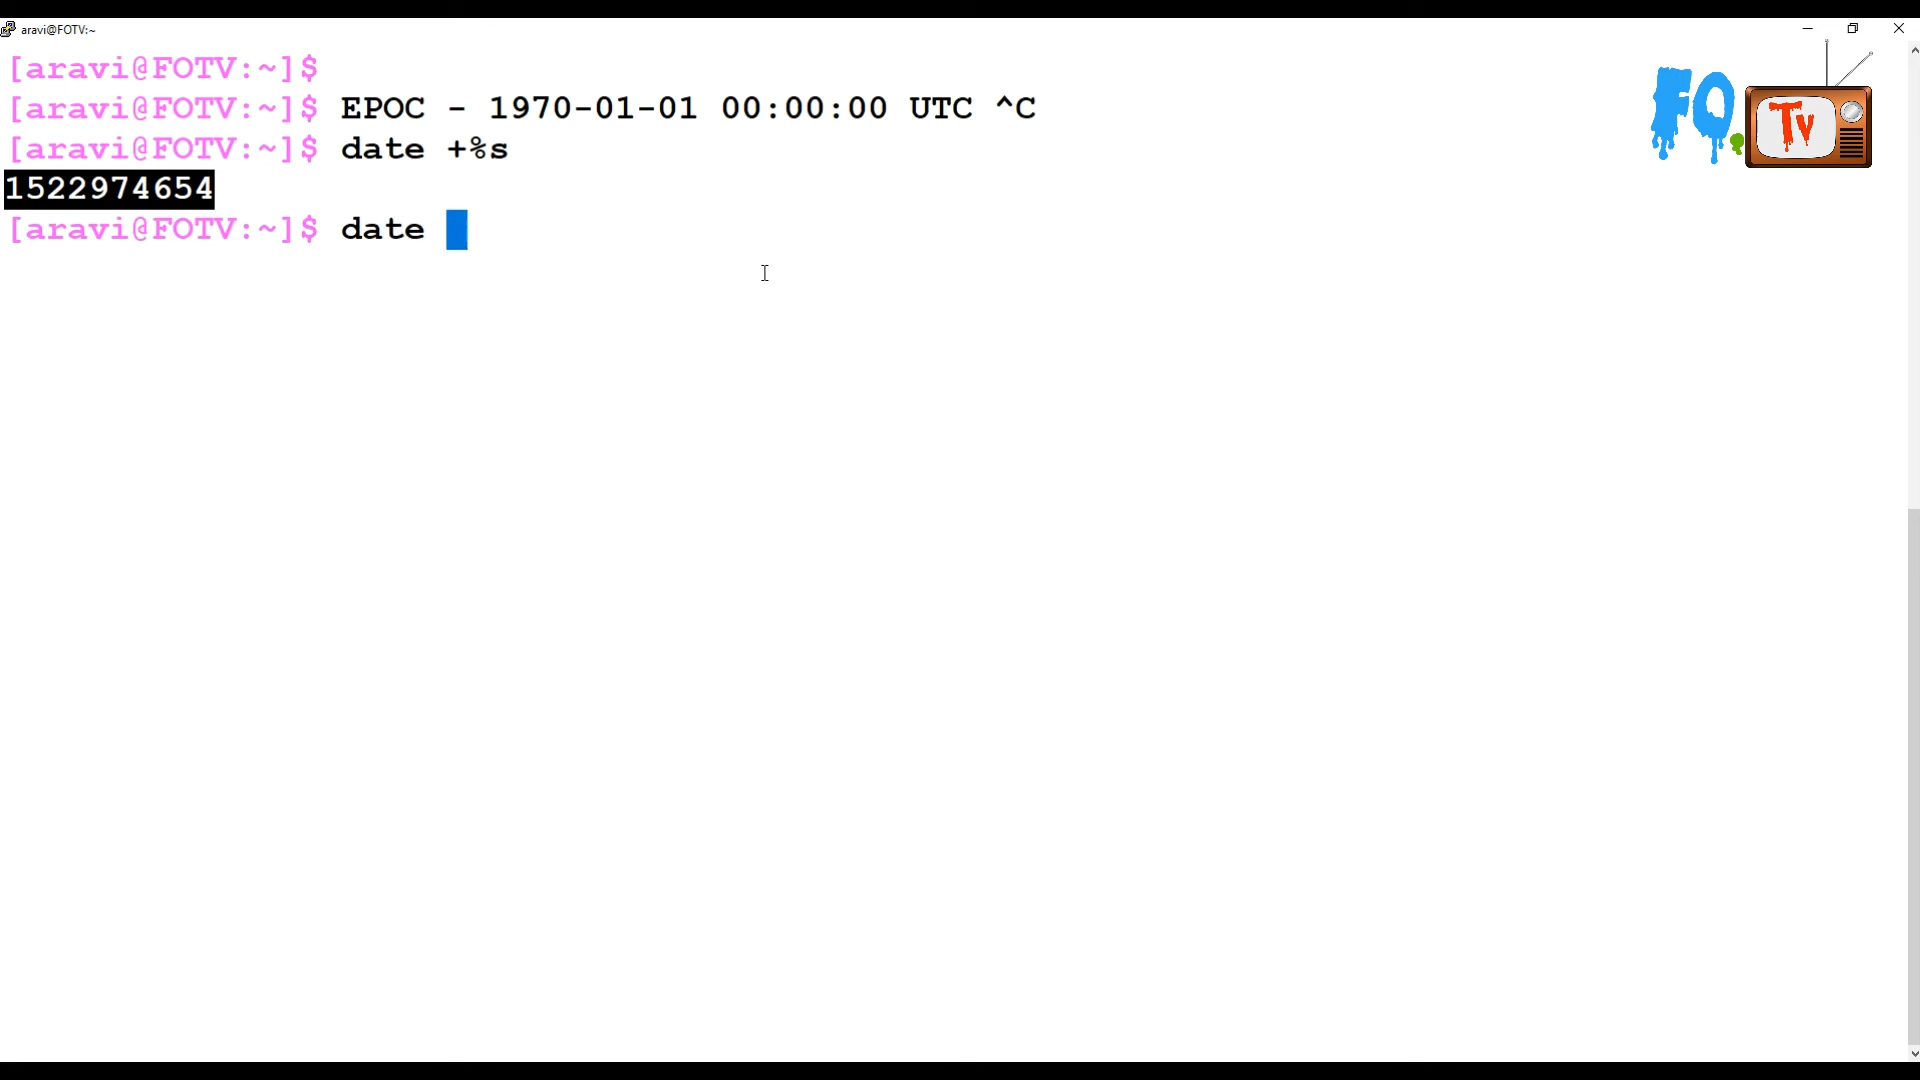 aravi@FOTV:~
[aravi@FOTV:~]$
[aravi@FOTV:~]$ EPOC - 1970-01-01 00:00:00 UTC ^C
[aravi@FOTV:~]$ date +%s
1522974654
[aravi@FOTV:~]$ date
FO.
Tv